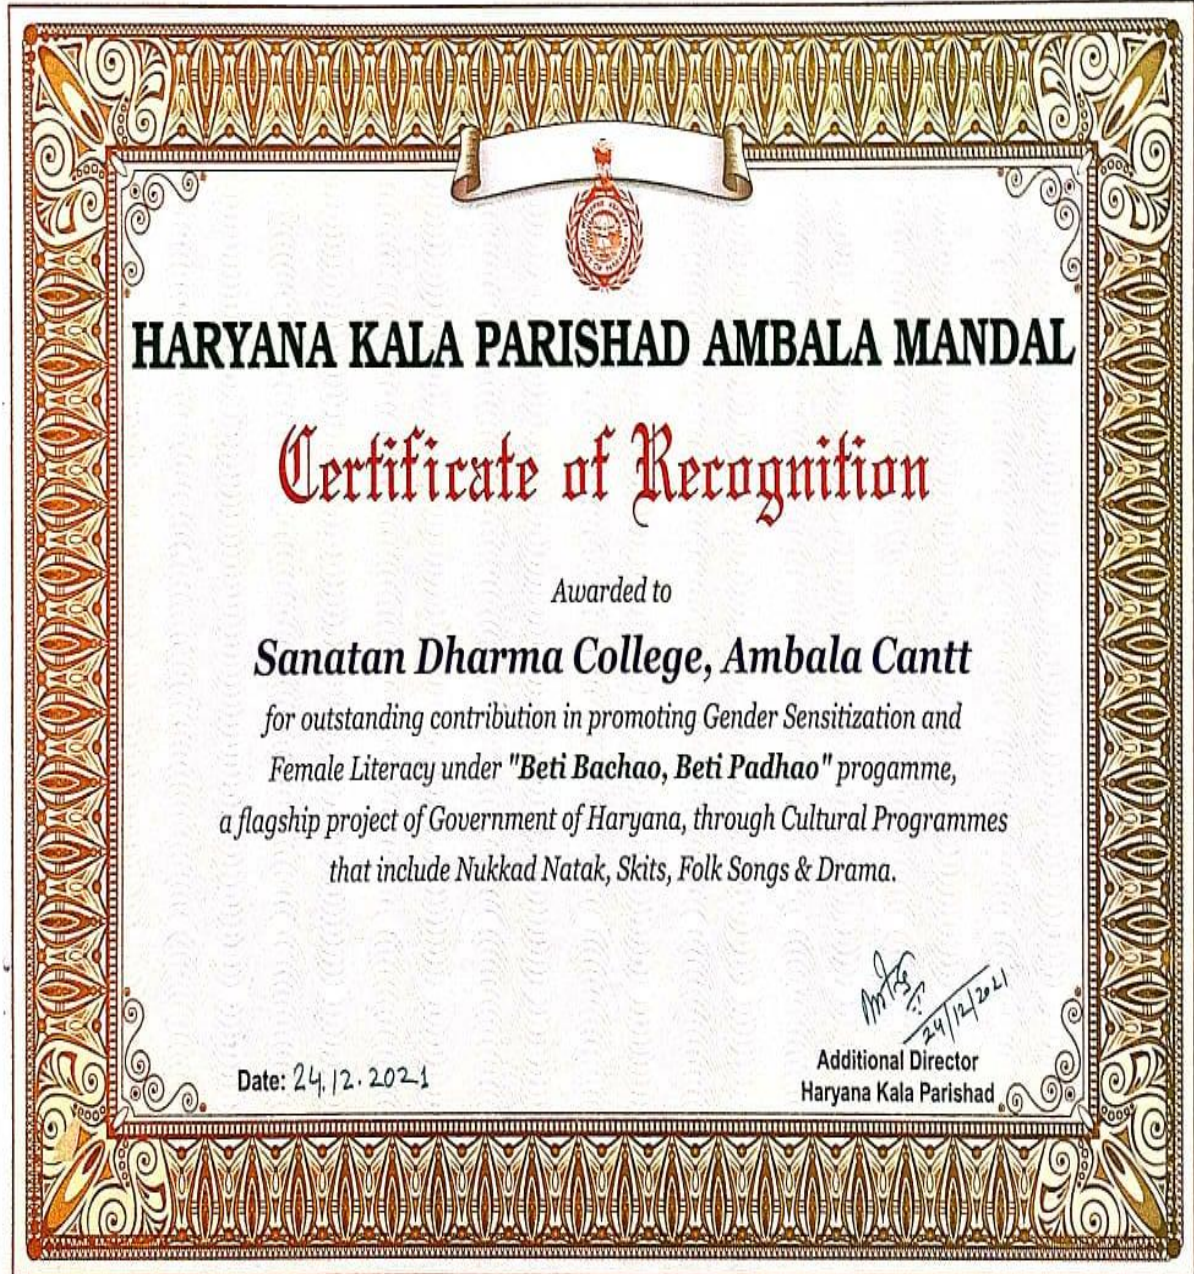 HARYANA KALA PARISHAD AMBALA MANDAL
Certificate of Recognition
Awarded to
Sanatan Dharma College, Ambala Cantt
for outstanding contribution in promoting Gender Sensitization and
Female Literacy under "Beti Bachao, Beti Padhao" progamme,
a flagship project of Government of Haryana, through Cultural Programmes
that include Nukkad Natak, Skits, Folk Songs & Drama.
24/12/2021
Additional Director
Haryana Kala Parishad
Date: 24.12.2021